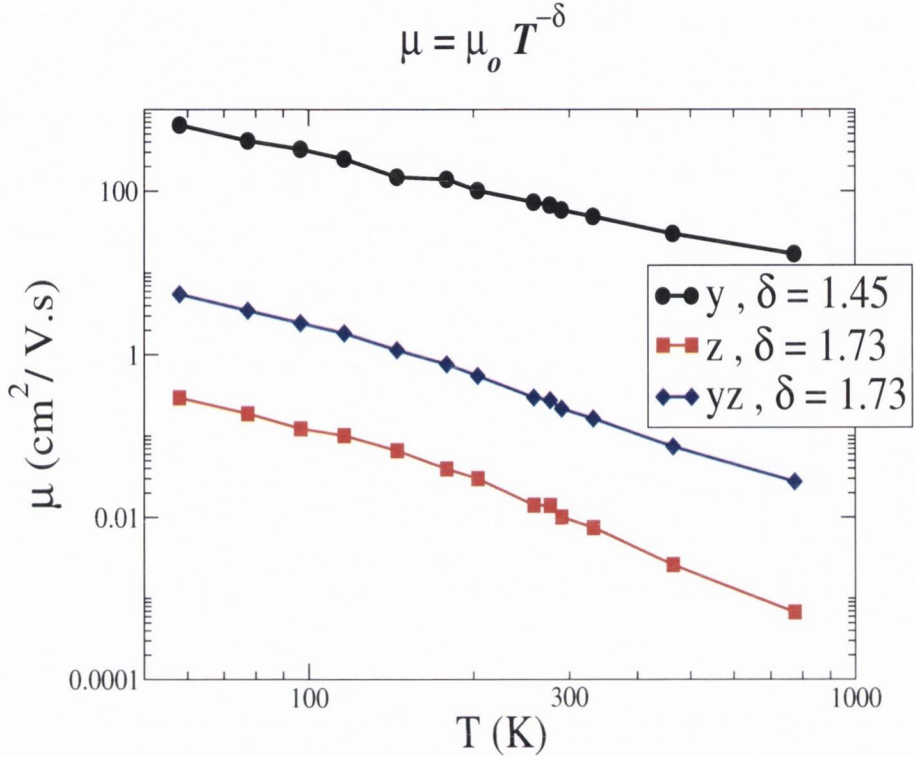 μ = μₒ T^−δ
100
1
0.01
0.0001
μ (cm²/ V.s)
y , δ = 1.45
z , δ = 1.73
yz , δ = 1.73
100
300
1000
T (K)